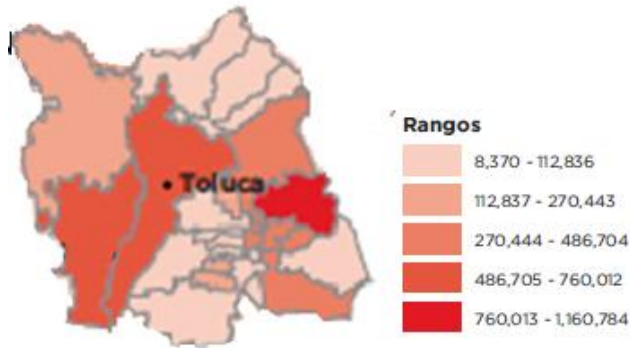 Toluca
Rangos
8,370 - 112,836
112,837 - 270,443
270,444 - 486,704
486,705 - 760,012
760,013 - 1,160,784